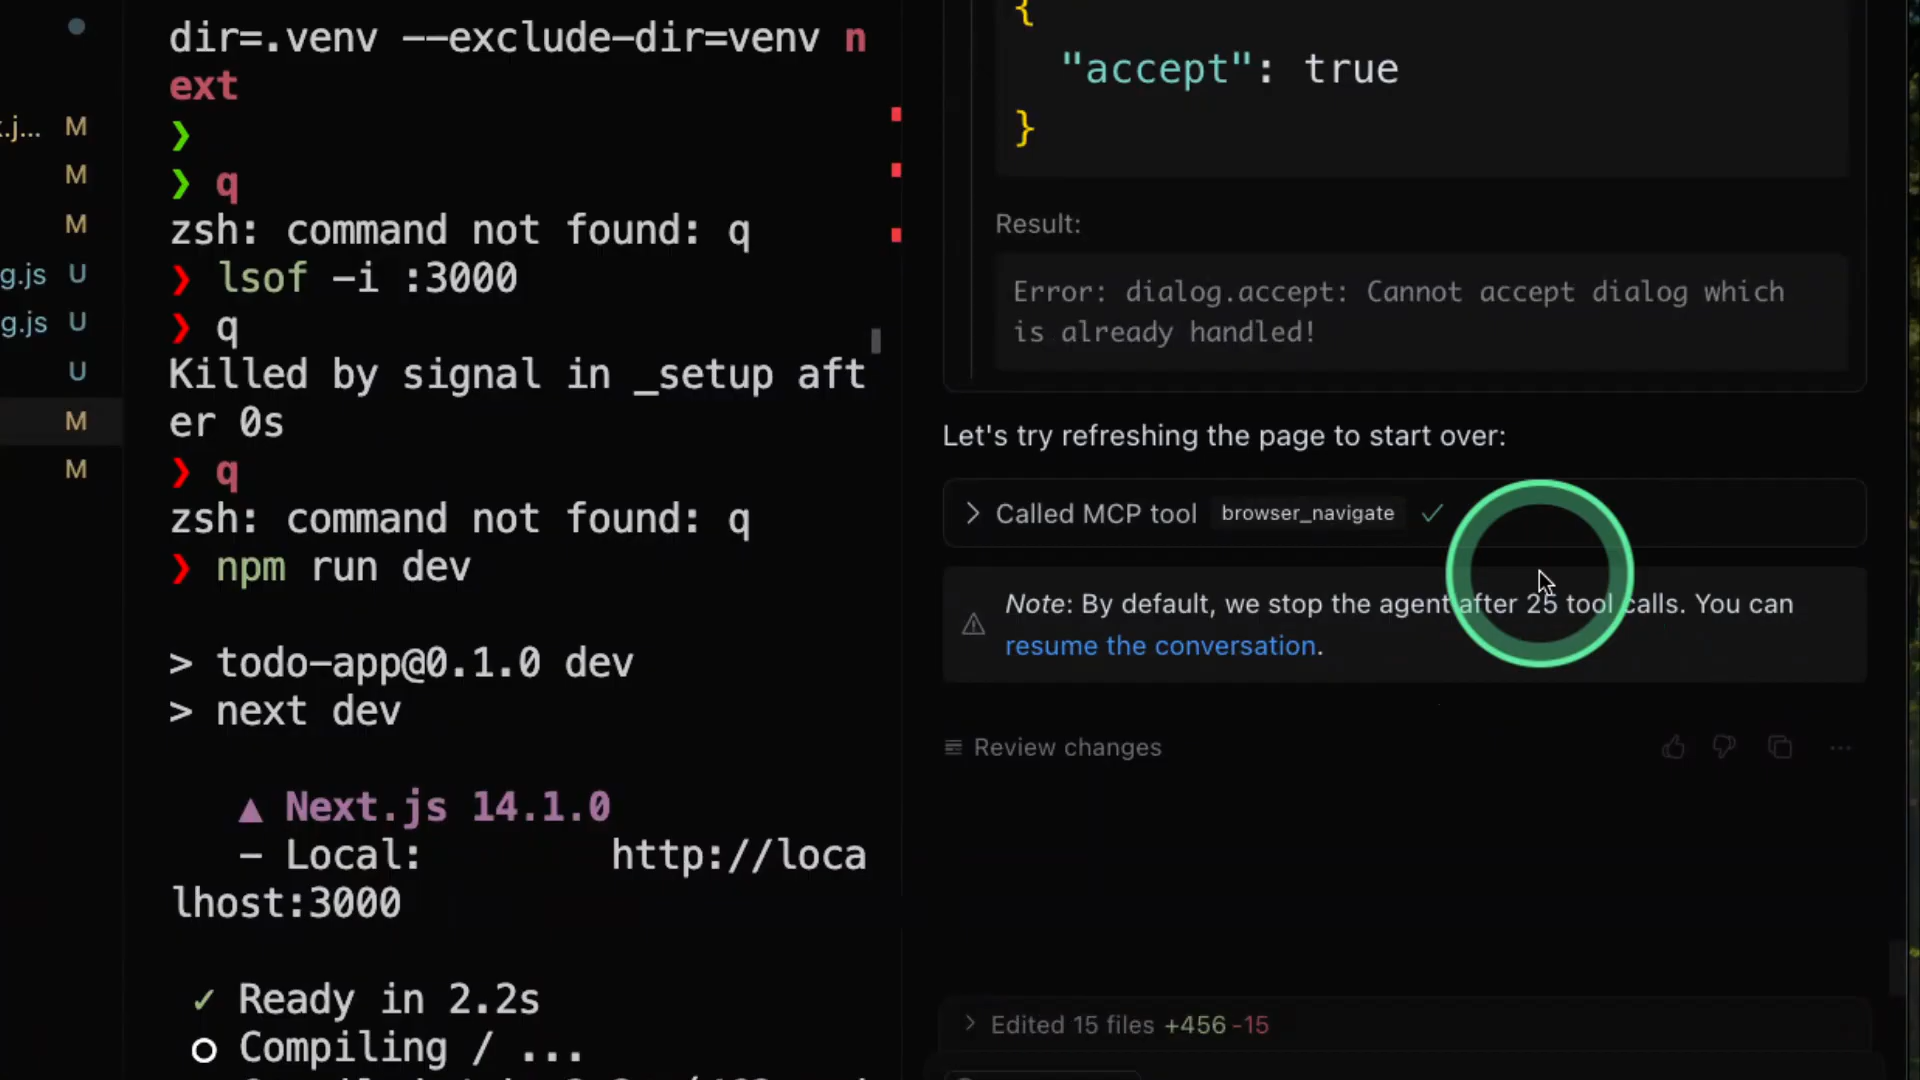 dir=.venv --exclude-dir=venv n
ext
❯
❯ q
zsh: command not found: q
❯ lsof -i :3000
❯ q
Killed by signal in _setup aft
er 0s
❯ q
zsh: command not found: q
❯ npm run dev
> todo-app@0.1.0 dev
> next dev
▲ Next.js 14.1.0
- Local: http://loca
lhost:3000
✓ Ready in 2.2s
○ Compiling / ...
.j... M
M
M
g.js U
g.js U
U
M
M
{
"accept": true
}
Result:
Error: dialog.accept: Cannot accept dialog which
is already handled!
Let's try refreshing the page to start over:
Called MCP tool browser_navigate ✓
Note: By default, we stop the agent after 25 tool calls. You can
resume the conversation.
Review changes
Edited 15 files +456 -15